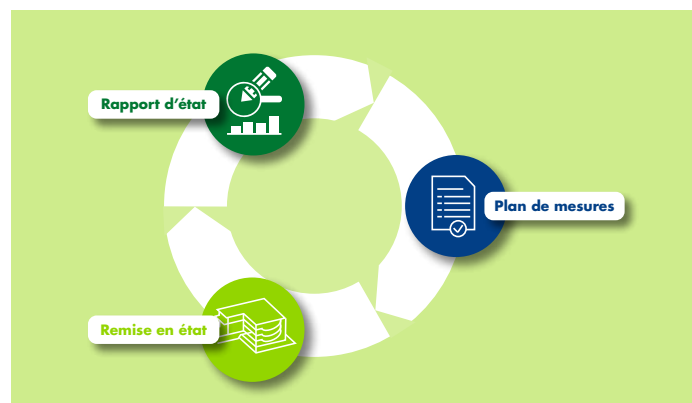 Rapport d’état
Plan de mesures
Remise en état